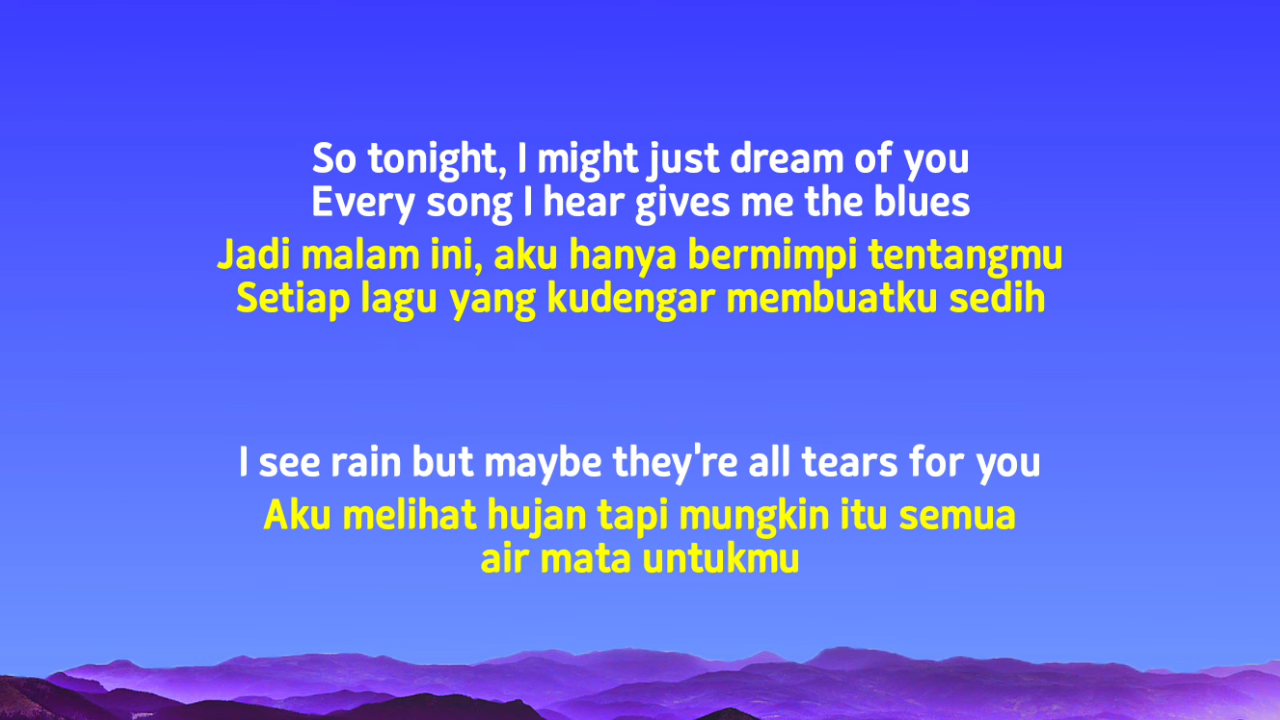 So tonight, I might just dream of you
Every song I hear gives me the blues
Jadi malam ini, aku hanya bermimpi tentangmu
Setiap lagu yang kudengar membuatku sedih
I see rain but maybe they're all tears for you
Aku melihat hujan tapi mungkin itu semua
air mata untukmu